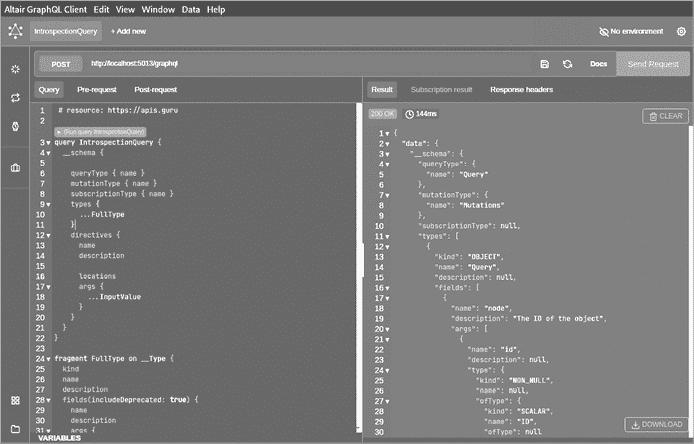 Altair GraphQL Client Edit View Window Data Help
IntrospectionQuery + Add new No environment
POST http://localhost:5013/graphql Docs Send Request
Query Pre-request Post-request
1 # resource: https://apis.guru
2
(Run query IntrospectionQuery)
3 query IntrospectionQuery {
4 __schema {
5
6 queryType { name }
7 mutationType { name }
8 subscriptionType { name }
9 types {
10 ...FullType
11 }
12 directives {
13 name
14 description
15
16 locations
17 args {
18 ...InputValue
19 }
20 }
21 }
22 }
23
24 fragment FullType on __Type {
25 kind
26 name
27 description
28 fields(includeDeprecated: true) {
29 name
30 description
31 args {
VARIABLES
Result Subscription result Response headers
200 OK 144ms
CLEAR
1 {
2 "data": {
3 "__schema": {
4 "queryType": {
5 "name": "Query"
6 },
7 "mutationType": {
8 "name": "Mutations"
9 },
10 "subscriptionType": null,
11 "types": [
12 {
13 "kind": "OBJECT",
14 "name": "Query",
15 "description": null,
16 "fields": [
17 {
18 "name": "node",
19 "description": "The ID of the object",
20 "args": [
21 {
22 "name": "id",
23 "description": null,
24 "type": {
25 "kind": "NON_NULL",
26 "name": null,
27 "ofType": {
28 "kind": "SCALAR",
29 "name": "ID",
30 "ofType": null
DOWNLOAD